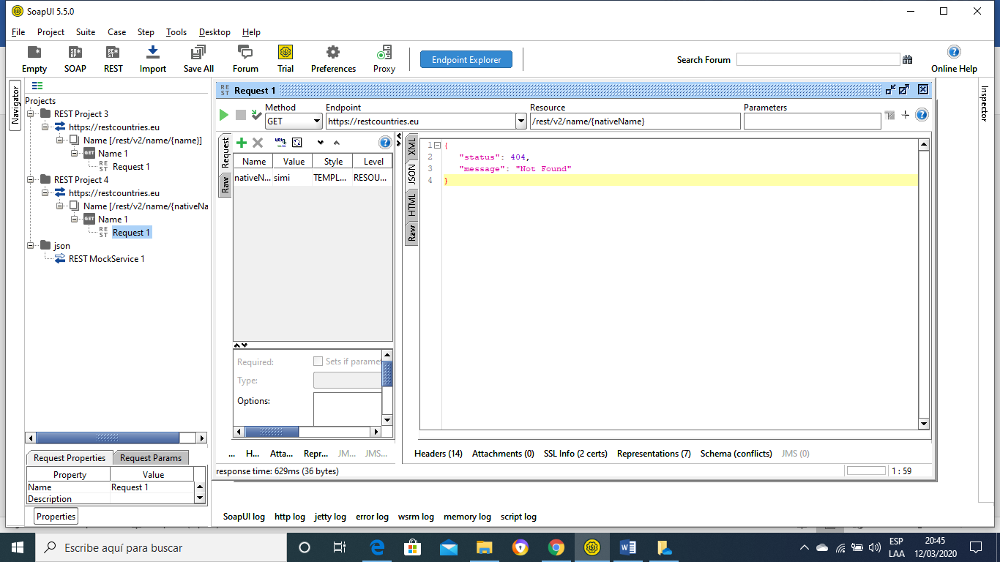 SoapUI 5.5.0
File Project Suite Case Step Tools Desktop Help
Empty SOAP REST Import Save All Forum Trial Preferences Proxy Endpoint Explorer Search Forum Online Help
Navigator
Projects
REST Project 3
https://restcountries.eu
Name [/rest/v2/name/{name}]
GET Name 1
REST Request 1
REST Project 4
https://restcountries.eu
Name [/rest/v2/name/{nativeNa
GET Name 1
REST Request 1
json
REST MockService 1
Request Properties Request Params
Property Value
Name Request 1
Description
Properties
REST Request 1
Method Endpoint Resource Parameters
GET https://restcountries.eu /rest/v2/name/{nativeName}
Request
Raw
Name Value Style Level
nativeN... simi TEMPL... RESOU...
Required: Sets if paramet
Type:
Options:
... H... Atta... Repr... JM... JMS...
XML
JSON
HTML
Raw
1 {
2 "status": 404,
3 "message": "Not Found"
4 }
Headers (14) Attachments (0) SSL Info (2 certs) Representations (7) Schema (conflicts) JMS (0)
response time: 629ms (36 bytes) 1 : 59
Inspector
SoapUI log http log jetty log error log wsrm log memory log script log
Escribe aquí para buscar
ESP
LAA
20:45
12/03/2020